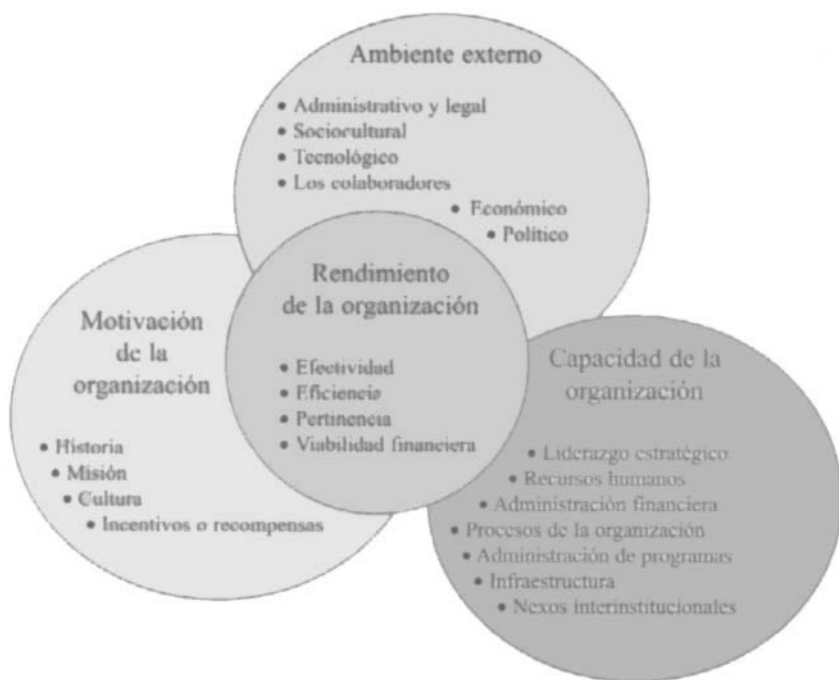 Ambiente externo
• Administrativo y legal
• Sociocultural
• Tecnológico
• Los colaboradores
• Económico
• Político
Rendimiento
de la organización
• Efectividad
• Eficiencia
• Pertinencia
• Viabilidad financiera
Motivación
de la
organización
• Historia
• Misión
• Cultura
• Incentivos o recompensas
Capacidad de la
organización
• Liderazgo estratégico
• Recursos humanos
• Administración financiera
• Procesos de la organización
• Administración de programas
• Infraestructura
• Nexos interinstitucionales